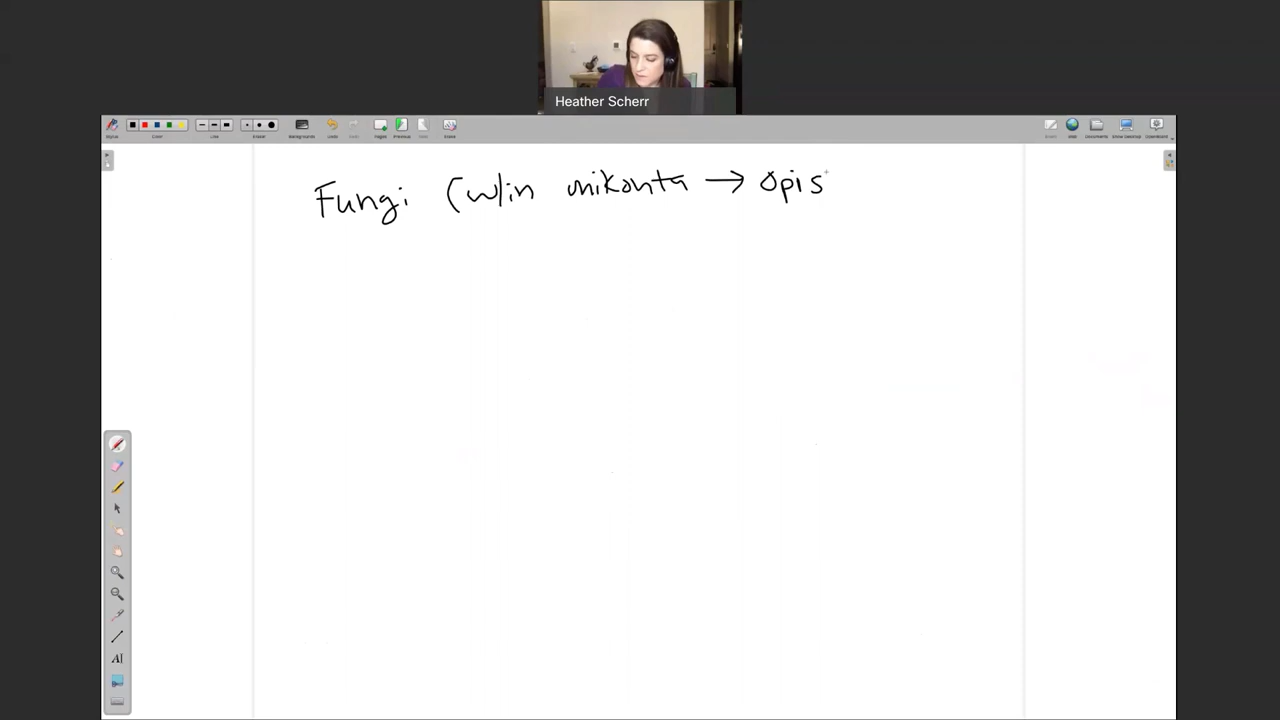 Heather Scherr
Fungi (w/in unikonta → Opis